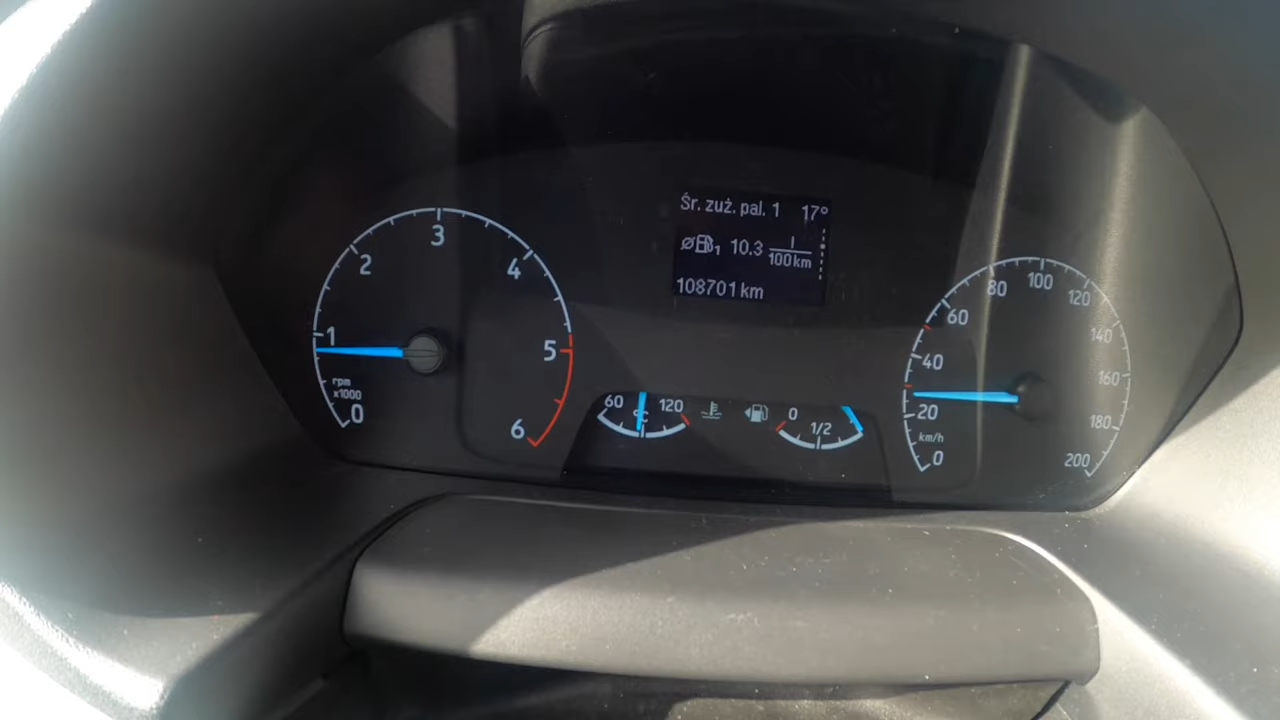 Śr. zuż. pal. 1 17°
1 10.3 l/100km
108701 km
0 1 2 3 4 5 6
rpm
x1000
60 °C 120
0 1/2
0 20 40 60 80 100 120 140 160 180 200
km/h